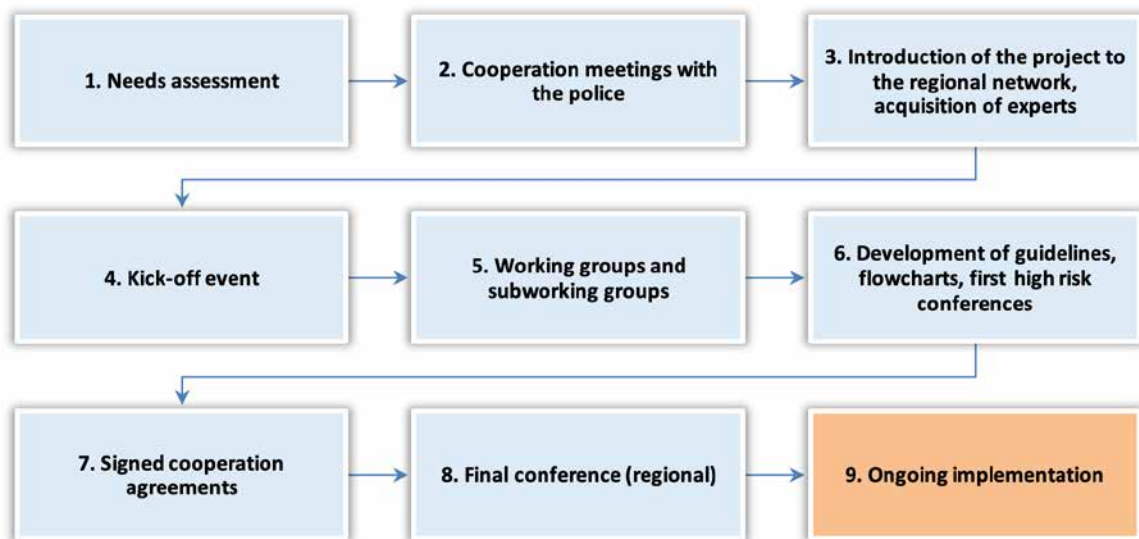 1. Needs assessment
2. Cooperation meetings with
the police
3. Introduction of the project to
the regional network,
acquisition of experts
4. Kick-off event
5. Working groups and
subworking groups
6. Development of guidelines,
flowcharts, first high risk
conferences
7. Signed cooperation
agreements
8. Final conference (regional)
9. Ongoing implementation